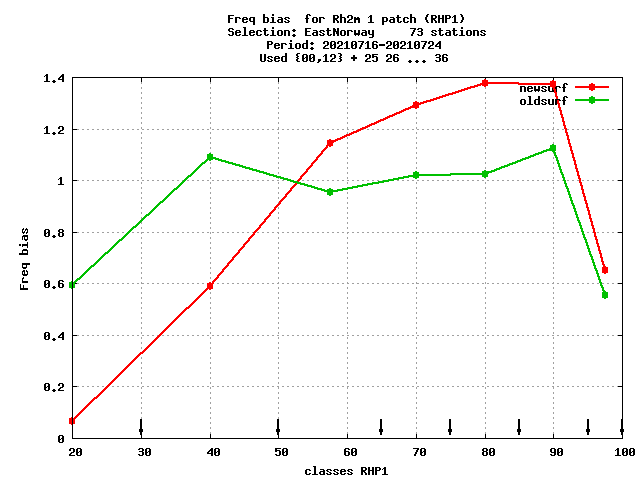 Freq bias  for Rh2m 1 patch (RHP1)
Selection: EastNorway     73 stations
Period: 20210716-20210724
Used {00,12} + 25 26 ... 36
newsurf
oldsurf
1.4
1.2
1
0.8
0.6
0.4
0.2
0
Freq bias
20 30 40 50 60 70 80 90 100
classes RHP1